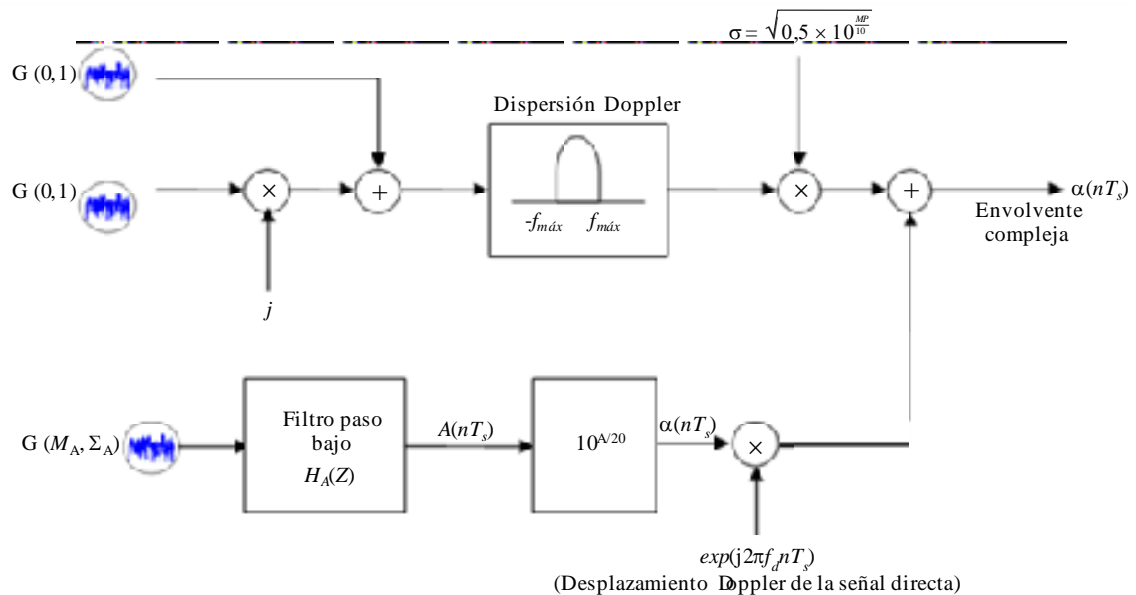 σ = √0,5 × 10^(MP/10)
G (0,1)
Dispersión Doppler
G (0,1)
×
+
-fmáx fmáx
×
+
α(nTs)
Envolvente
compleja
j
G (MA, ΣA)
Filtro paso
bajo
HA(Z)
A(nTs)
10^A/20
α(nTs)
×
exp(j2πfdnTs)
(Desplazamiento Doppler de la señal directa)